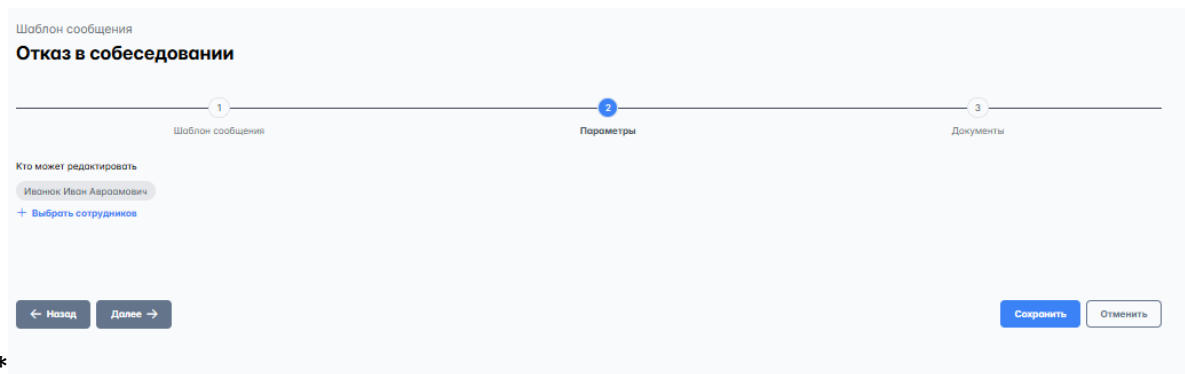 Шаблон сообщения
Отказ в собеседовании
1 2 3
Шаблон сообщения Параметры Документы
Кто может редактировать
Иванюк Иван Авраамович
+ Выбрать сотрудников
← Назад Далее → Сохранить Отменить
*